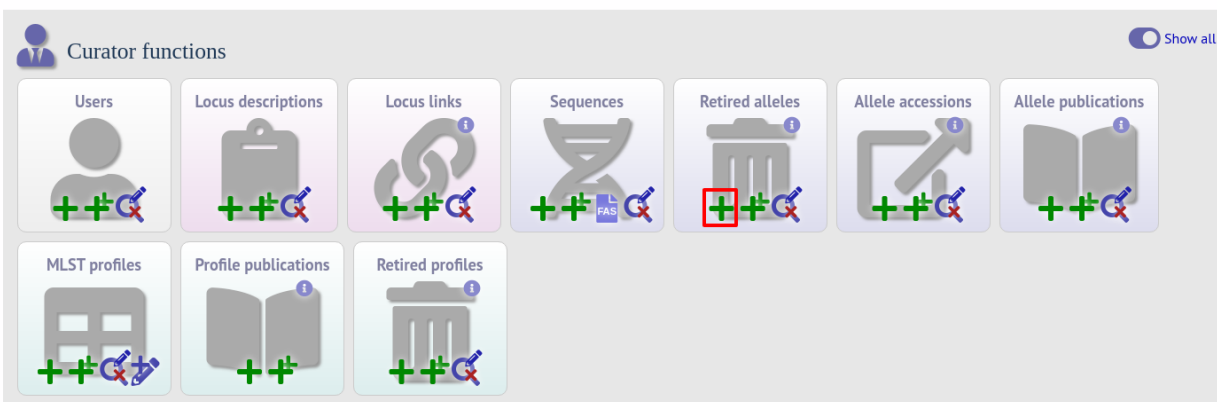 Curator functions
Show all
Users
Locus descriptions
Locus links
Sequences
Retired alleles
Allele accessions
Allele publications
FAS
MLST profiles
Profile publications
Retired profiles